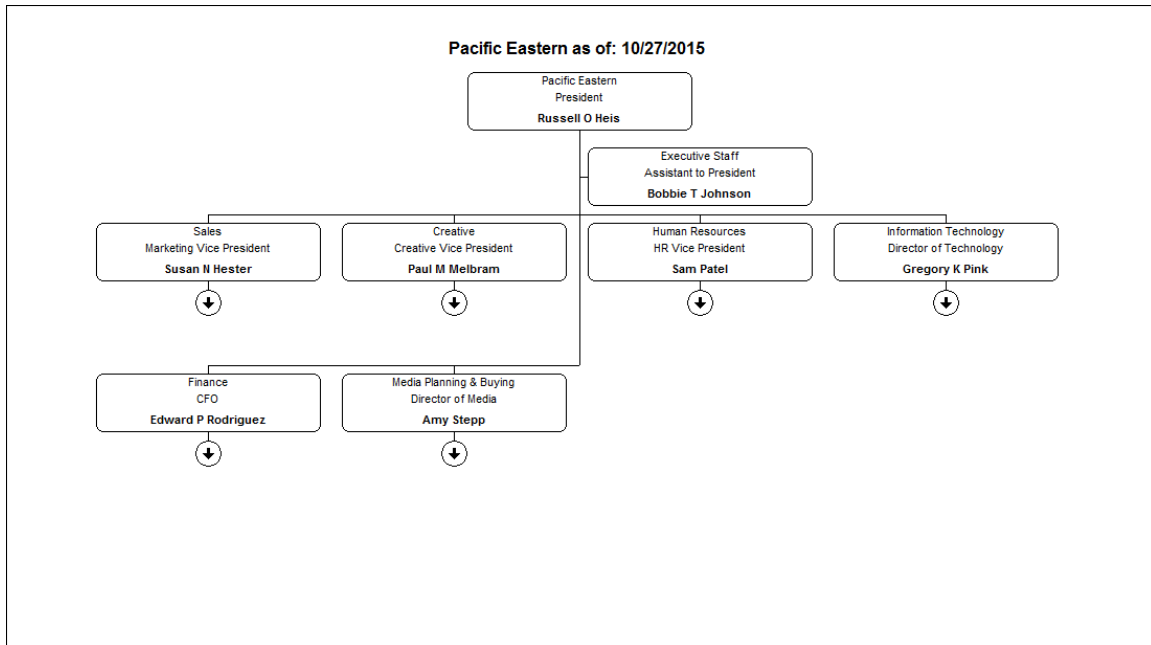 Pacific Eastern as of: 10/27/2015
Pacific Eastern
President
Russell O Heis
Executive Staff
Assistant to President
Bobbie T Johnson
Sales
Marketing Vice President
Susan N Hester
Creative
Creative Vice President
Paul M Melbram
Human Resources
HR Vice President
Sam Patel
Information Technology
Director of Technology
Gregory K Pink
Finance
CFO
Edward P Rodriguez
Media Planning & Buying
Director of Media
Amy Stepp